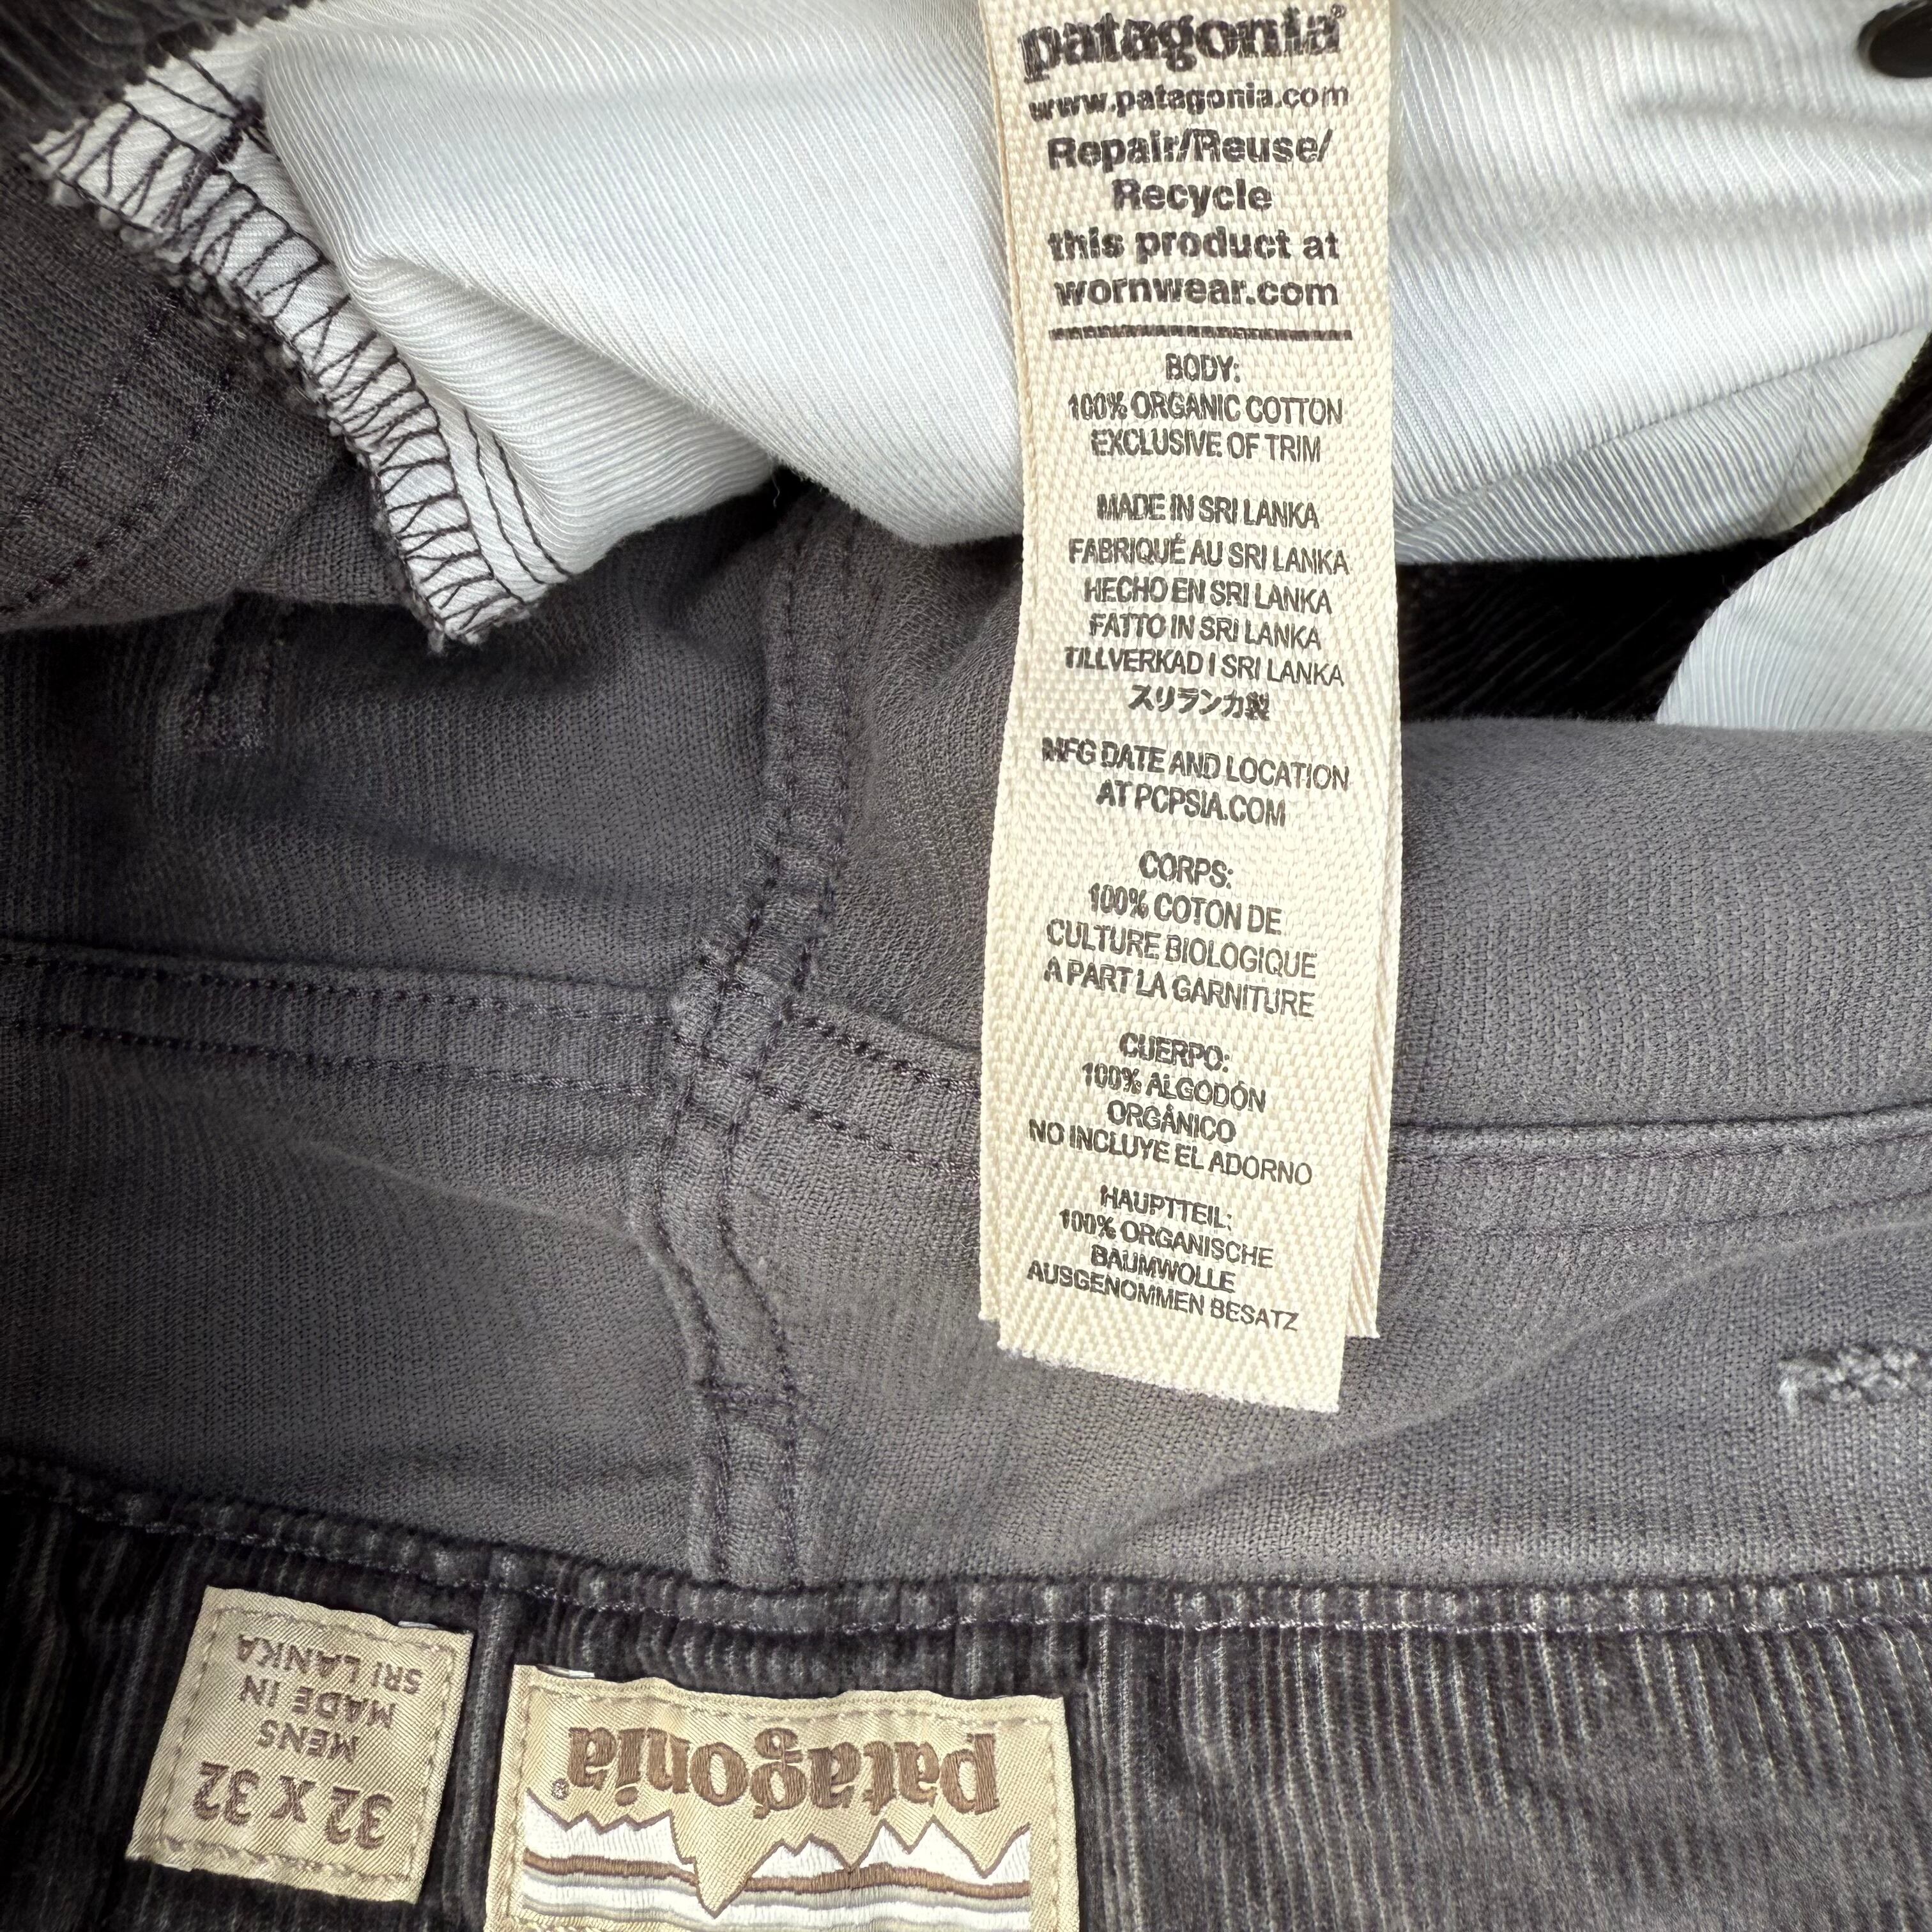 patagonia®
www.patagonia.com
Repair/Reuse/
Recycle
this product at
wornwear.com
BODY:
100% ORGANIC COTTON
EXCLUSIVE OF TRIM
MADE IN SRI LANKA
FABRIQUÉ AU SRI LANKA
HECHO EN SRI LANKA
FATTO IN SRI LANKA
TILLVERKAD I SRI LANKA
スリランカ製
MFG DATE AND LOCATION
AT PCPSIA.COM
CORPS:
100% COTON DE
CULTURE BIOLOGIQUE
A PART LA GARNITURE
CUERPO:
100% ALGODÓN
ORGÁNICO
NO INCLUYE EL ADORNO
HAUPTTEIL:
100% ORGANISCHE
BAUMWOLLE
AUSGENOMMEN BESATZ
32 X 32
MENS
MADE IN
SRI LANKA
patagonia®